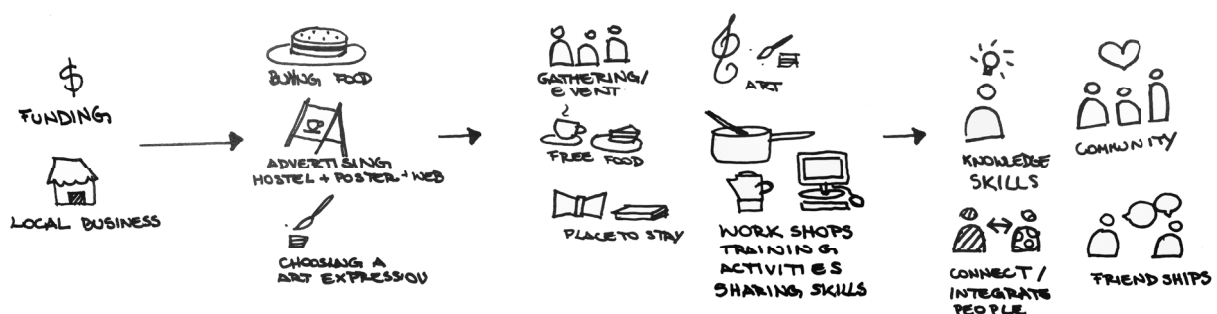 $
FUNDING
LOCAL BUSINESS
BUYING FOOD
ADVERTISING
HOSTEL + POSTER + WEB
CHOOSING A
ART EXPRESSION
GATHERING/
EVENT
FREE FOOD
PLACE TO STAY
ART
WORK SHOPS
TRAINING
ACTIVITIES
SHARING SKILLS
KNOWLEDGE
SKILLS
COMMUNITY
CONNECT/
INTEGRATE
PEOPLE
FRIENDSHIPS